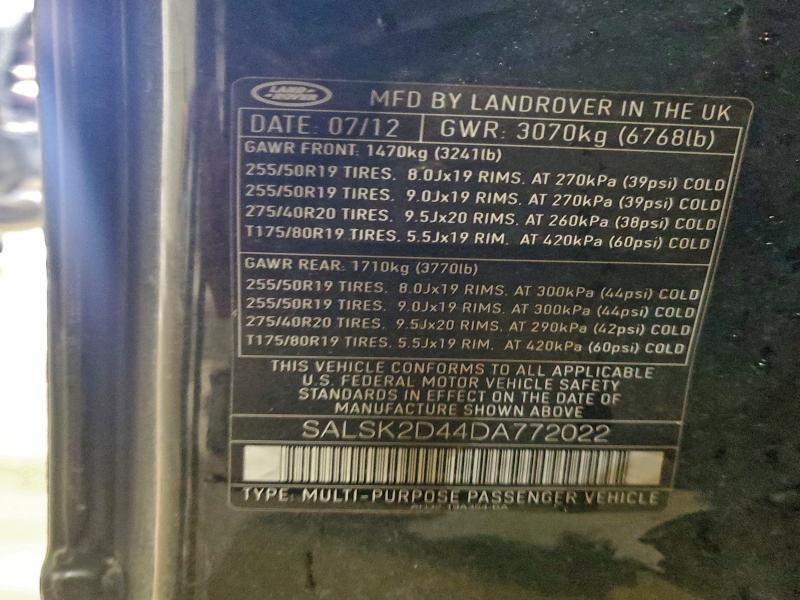 LAND
ROVER
MFD BY LANDROVER IN THE UK
DATE: 07/12 GWR: 3070kg (6768lb)
GAWR FRONT: 1470kg (3241lb)
255/50R19 TIRES. 8.0Jx19 RIMS. AT 270kPa (39psi) COLD
255/50R19 TIRES. 9.0Jx19 RIMS. AT 270kPa (39psi) COLD
275/40R20 TIRES. 9.5Jx20 RIMS. AT 260kPa (38psi) COLD
T175/80R19 TIRES. 5.5Jx19 RIM. AT 420kPa (60psi) COLD
GAWR REAR: 1710kg (3770lb)
255/50R19 TIRES. 8.0Jx19 RIMS. AT 300kPa (44psi) COLD
255/50R19 TIRES. 9.0Jx19 RIMS. AT 300kPa (44psi) COLD
275/40R20 TIRES. 9.5Jx20 RIMS. AT 290kPa (42psi) COLD
T175/80R19 TIRES. 5.5Jx19 RIM. AT 420kPa (60psi) COLD
THIS VEHICLE CONFORMS TO ALL APPLICABLE
U.S. FEDERAL MOTOR VEHICLE SAFETY
STANDARDS IN EFFECT ON THE DATE OF
MANUFACTURE SHOWN ABOVE
SALSK2D44DA772022
TYPE: MULTI-PURPOSE PASSENGER VEHICLE